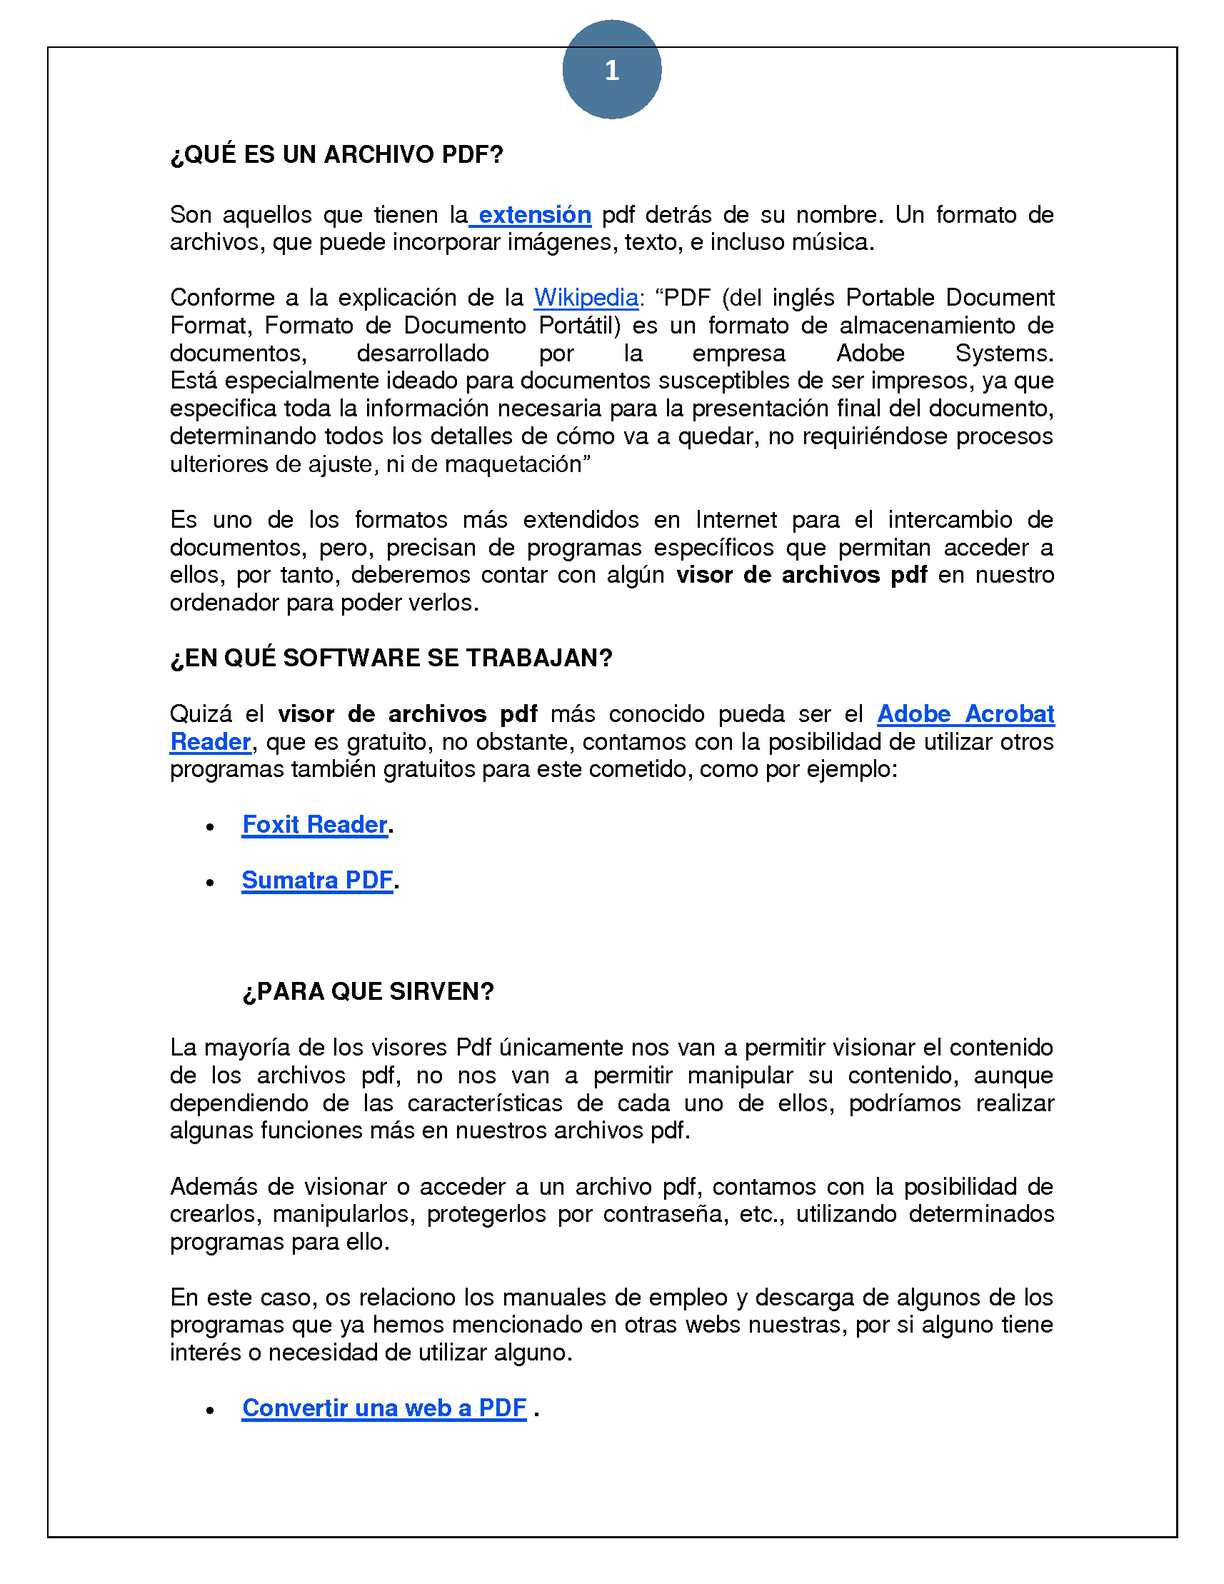 1
¿QUÉ ES UN ARCHIVO PDF?
Son aquellos que tienen la extensión pdf detrás de su nombre. Un formato de
archivos, que puede incorporar imágenes, texto, e incluso música.
Conforme a la explicación de la Wikipedia: “PDF (del inglés Portable Document
Format, Formato de Documento Portátil) es un formato de almacenamiento de
documentos, desarrollado por la empresa Adobe Systems.
Está especialmente ideado para documentos susceptibles de ser impresos, ya que
especifica toda la información necesaria para la presentación final del documento,
determinando todos los detalles de cómo va a quedar, no requiriéndose procesos
ulteriores de ajuste, ni de maquetación”
Es uno de los formatos más extendidos en Internet para el intercambio de
documentos, pero, precisan de programas específicos que permitan acceder a
ellos, por tanto, deberemos contar con algún visor de archivos pdf en nuestro
ordenador para poder verlos.
¿EN QUÉ SOFTWARE SE TRABAJAN?
Quizá el visor de archivos pdf más conocido pueda ser el Adobe Acrobat
Reader, que es gratuito, no obstante, contamos con la posibilidad de utilizar otros
programas también gratuitos para este cometido, como por ejemplo:
• Foxit Reader.
• Sumatra PDF.
¿PARA QUE SIRVEN?
La mayoría de los visores Pdf únicamente nos van a permitir visionar el contenido
de los archivos pdf, no nos van a permitir manipular su contenido, aunque
dependiendo de las características de cada uno de ellos, podríamos realizar
algunas funciones más en nuestros archivos pdf.
Además de visionar o acceder a un archivo pdf, contamos con la posibilidad de
crearlos, manipularlos, protegerlos por contraseña, etc., utilizando determinados
programas para ello.
En este caso, os relaciono los manuales de empleo y descarga de algunos de los
programas que ya hemos mencionado en otras webs nuestras, por si alguno tiene
interés o necesidad de utilizar alguno.
• Convertir una web a PDF .